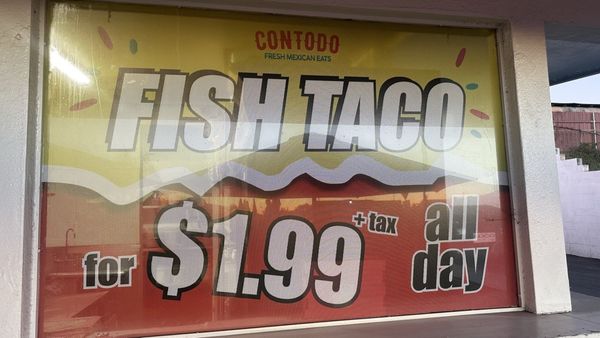 CONTODO
FRESH MEXICAN EATS
FISH TACO
for $1.99 + tax all day